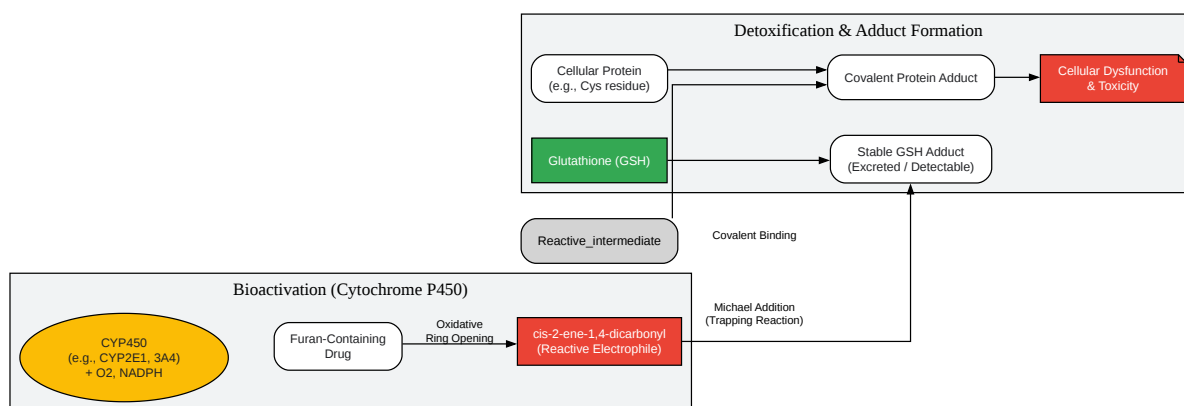 Detoxification & Adduct Formation
Cellular Protein
(e.g., Cys residue)
Covalent Protein Adduct
Cellular Dysfunction
& Toxicity
Glutathione (GSH)
Stable GSH Adduct
(Excreted / Detectable)
Reactive_intermediate
Covalent Binding
Bioactivation (Cytochrome P450)
CYP450
(e.g., CYP2E1, 3A4)
+ O2, NADPH
Furan-Containing
Drug
Oxidative
Ring Opening
cis-2-ene-1,4-dicarbonyl
(Reactive Electrophile)
Michael Addition
(Trapping Reaction)